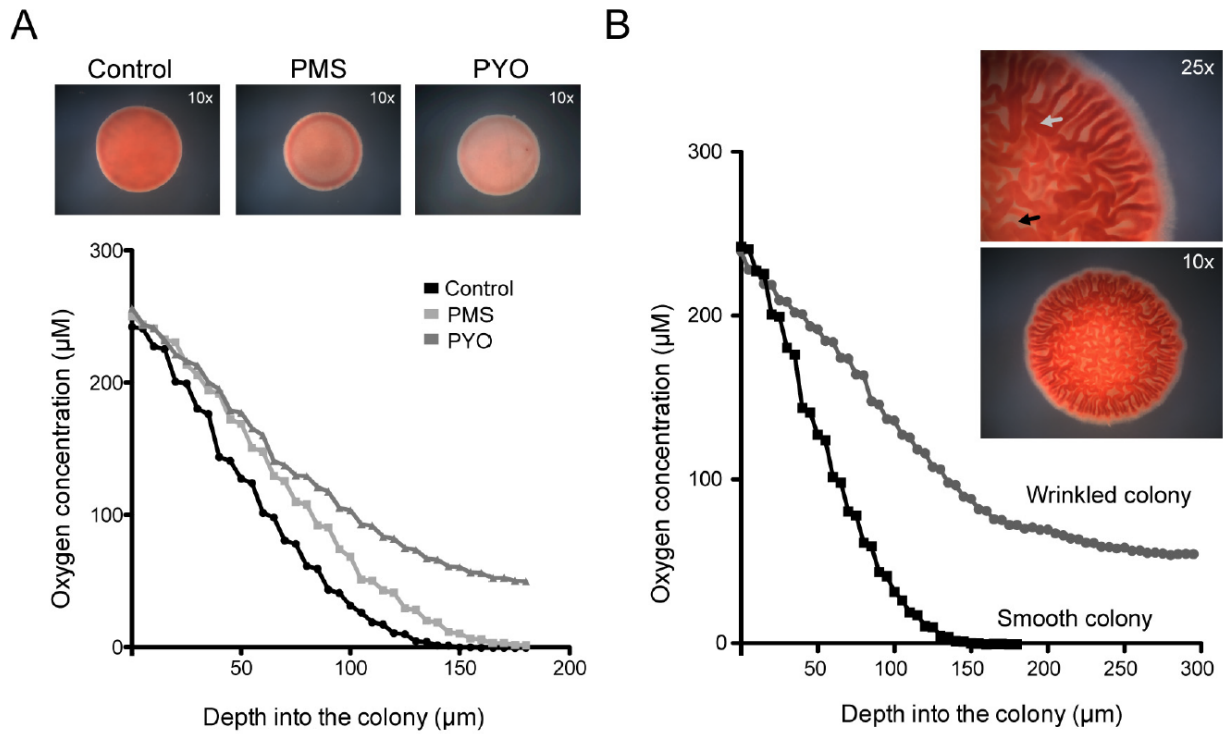 A
Control
PMS
PYO
10x
10x
10x
300
200
100
0
50
100
150
200
Oxygen concentration (μM)
Depth into the colony (μm)
Control
PMS
PYO
B
25x
10x
300
200
100
0
50
100
150
200
250
300
Oxygen concentration (μM)
Depth into the colony (μm)
Wrinkled colony
Smooth colony